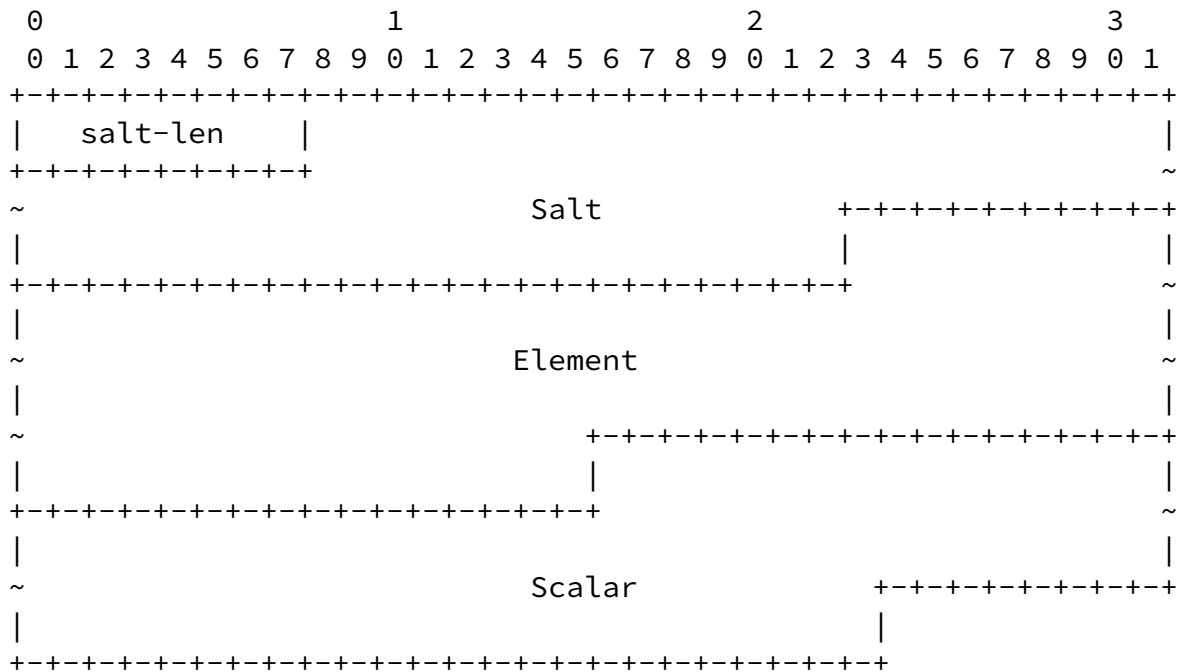 0                   1                   2                   3
 0 1 2 3 4 5 6 7 8 9 0 1 2 3 4 5 6 7 8 9 0 1 2 3 4 5 6 7 8 9 0 1
+-+-+-+-+-+-+-+-+-+-+-+-+-+-+-+-+-+-+-+-+-+-+-+-+-+-+-+-+-+-+-+-+
|   salt-len    |                                               |
+-+-+-+-+-+-+-+-+                                               ~
~                            Salt             +-+-+-+-+-+-+-+-+-+
|                                             |                 |
+-+-+-+-+-+-+-+-+-+-+-+-+-+-+-+-+-+-+-+-+-+-+-+                 ~
|                                                               |
~                           Element                             ~
|                                                               |
~                               +-+-+-+-+-+-+-+-+-+-+-+-+-+-+-+-+
|                               |                               |
+-+-+-+-+-+-+-+-+-+-+-+-+-+-+-+-+                               ~
|                                                               |
~                            Scalar             +-+-+-+-+-+-+-+-+
|                                               |
+-+-+-+-+-+-+-+-+-+-+-+-+-+-+-+-+-+-+-+-+-+-+-+-+